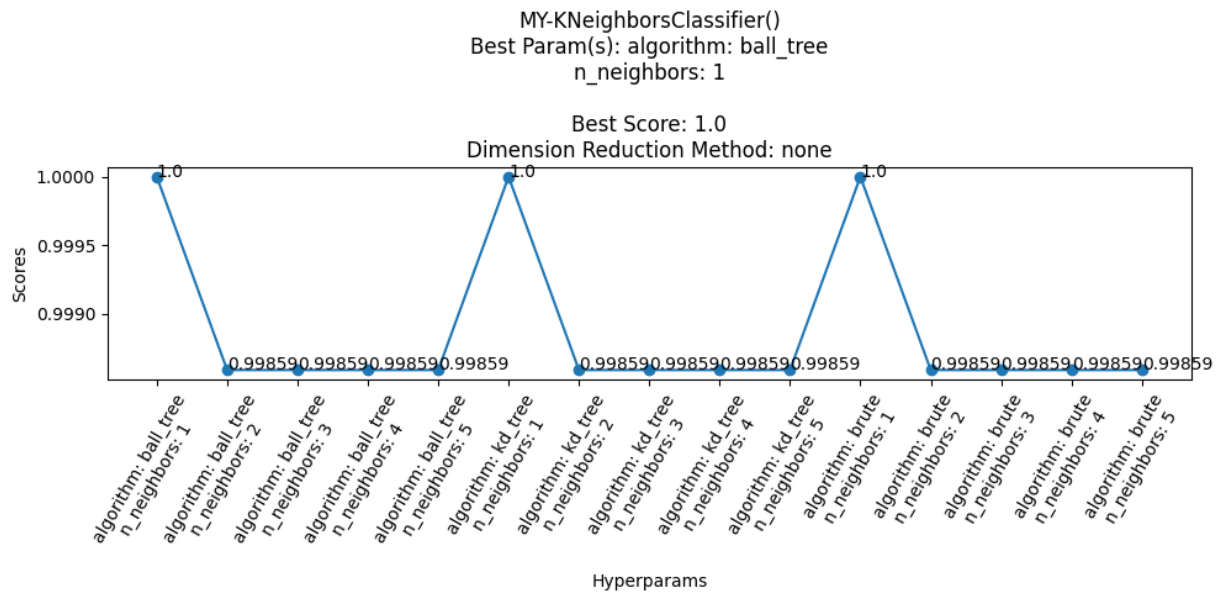 MY-KNeighborsClassifier()
Best Param(s): algorithm: ball_tree
n_neighbors: 1
Best Score: 1.0
Dimension Reduction Method: none
Scores
1.0000
0.9995
0.9990
1.0
0.99859
0.99859
0.99859
0.99859
1.0
0.99859
0.99859
0.99859
0.99859
1.0
0.99859
0.99859
0.99859
0.99859
algorithm: ball_tree
n_neighbors: 1
algorithm: ball_tree
n_neighbors: 2
algorithm: ball_tree
n_neighbors: 3
algorithm: ball_tree
n_neighbors: 4
algorithm: ball_tree
n_neighbors: 5
algorithm: kd_tree
n_neighbors: 1
algorithm: kd_tree
n_neighbors: 2
algorithm: kd_tree
n_neighbors: 3
algorithm: kd_tree
n_neighbors: 4
algorithm: kd_tree
n_neighbors: 5
algorithm: brute
n_neighbors: 1
algorithm: brute
n_neighbors: 2
algorithm: brute
n_neighbors: 3
algorithm: brute
n_neighbors: 4
algorithm: brute
n_neighbors: 5
Hyperparams